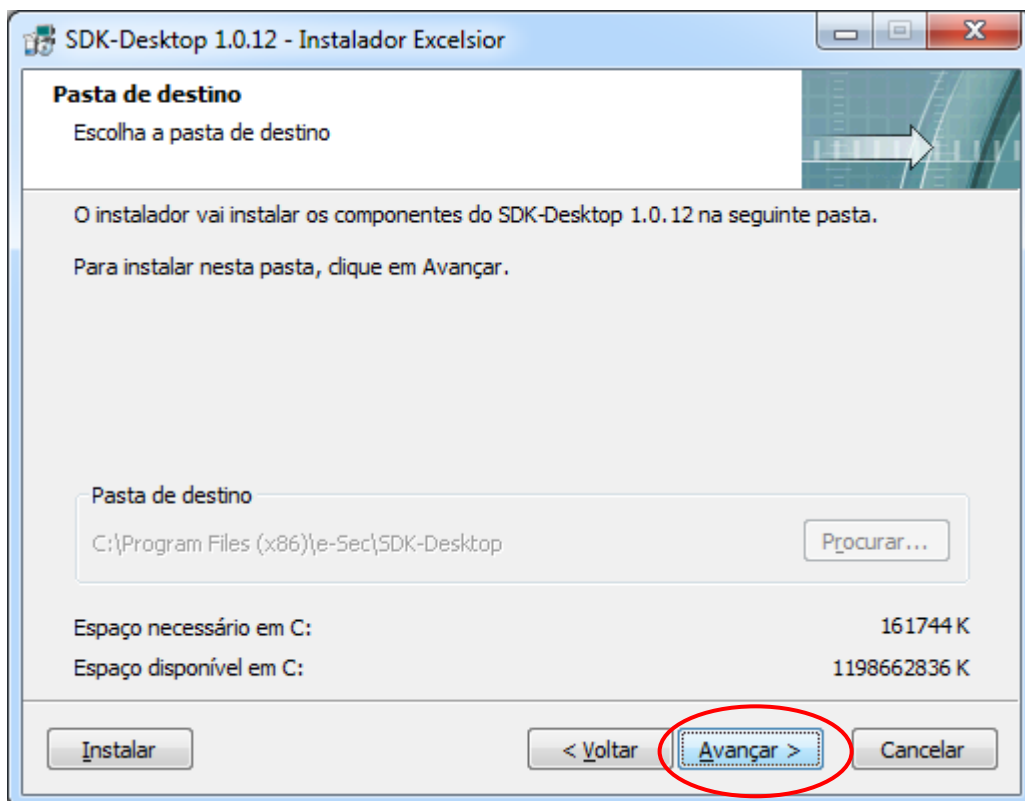 SDK-Desktop 1.0.12 - Instalador Excelsior
Pasta de destino
Escolha a pasta de destino
O instalador vai instalar os componentes do SDK-Desktop 1.0.12 na seguinte pasta.
Para instalar nesta pasta, clique em Avançar.
Pasta de destino
C:\Program Files (x86)\e-Sec\SDK-Desktop Procurar...
Espaço necessário em C: 161744 K
Espaço disponível em C: 1198662836 K
Instalar < Voltar Avançar > Cancelar